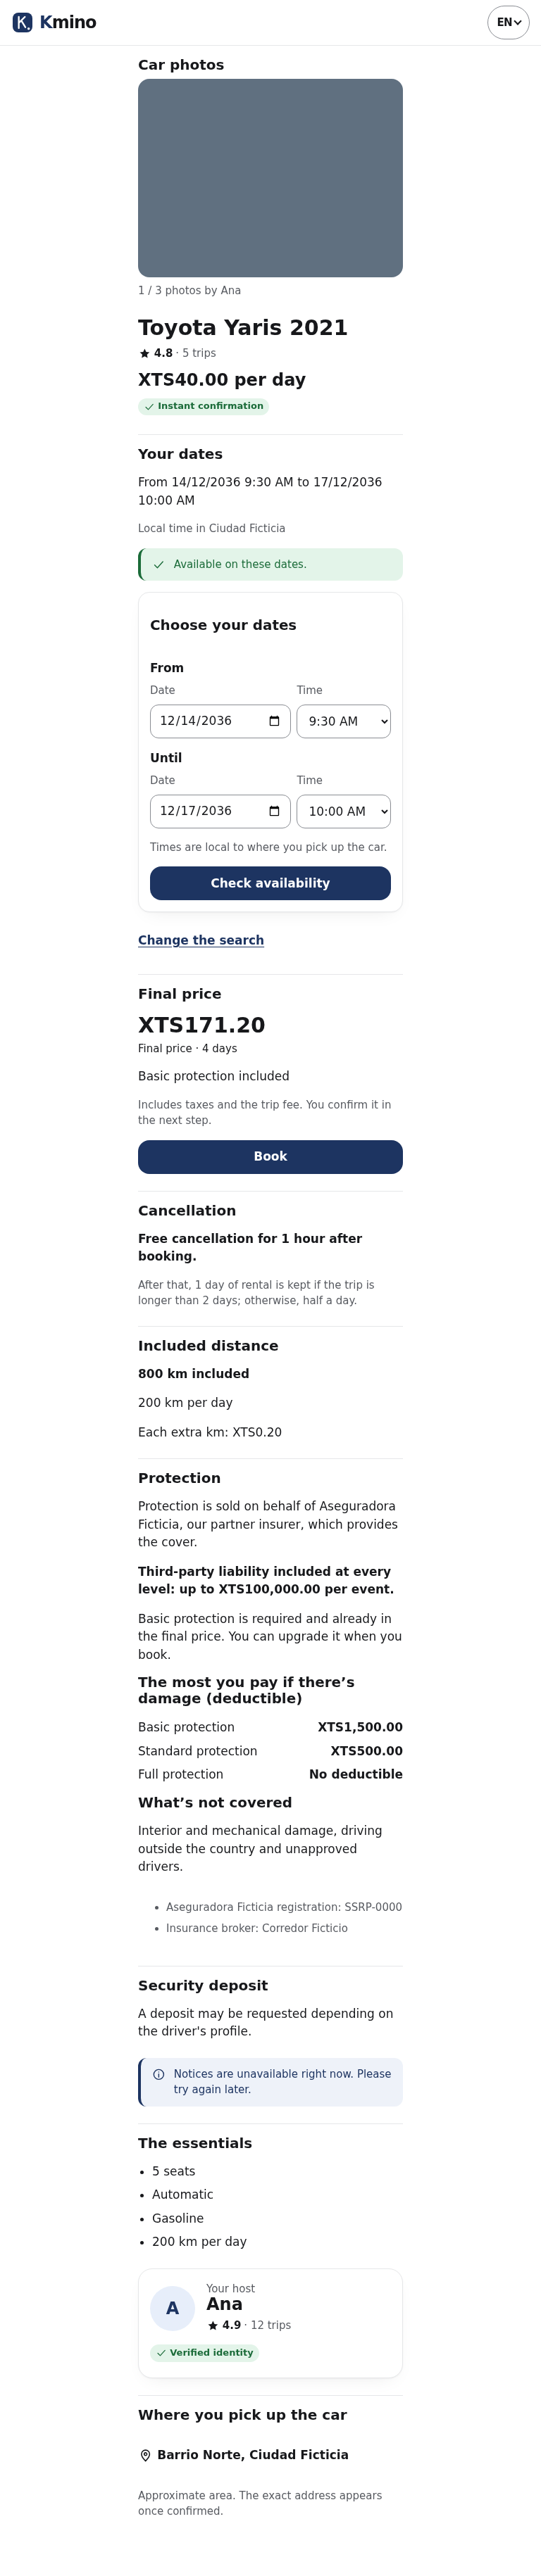 Kmino
EN
Car photos
1 / 3 photos by Ana
Toyota Yaris 2021
4.8 · 5 trips
XTS40.00 per day
Instant confirmation
Your dates
From 14/12/2036 9:30 AM to 17/12/2036
10:00 AM
Local time in Ciudad Ficticia
Available on these dates.
Choose your dates
From
Date Time
12/14/2036 9:30 AM
Until
Date Time
12/17/2036 10:00 AM
Times are local to where you pick up the car.
Check availability
Change the search
Final price
XTS171.20
Final price · 4 days
Basic protection included
Includes taxes and the trip fee. You confirm it in
the next step.
Book
Cancellation
Free cancellation for 1 hour after
booking.
After that, 1 day of rental is kept if the trip is
longer than 2 days; otherwise, half a day.
Included distance
800 km included
200 km per day
Each extra km: XTS0.20
Protection
Protection is sold on behalf of Aseguradora
Ficticia, our partner insurer, which provides
the cover.
Third-party liability included at every
level: up to XTS100,000.00 per event.
Basic protection is required and already in
the final price. You can upgrade it when you
book.
The most you pay if there’s
damage (deductible)
Basic protection XTS1,500.00
Standard protection XTS500.00
Full protection No deductible
What’s not covered
Interior and mechanical damage, driving
outside the country and unapproved
drivers.
• Aseguradora Ficticia registration: SSRP-0000
• Insurance broker: Corredor Ficticio
Security deposit
A deposit may be requested depending on
the driver's profile.
Notices are unavailable right now. Please
try again later.
The essentials
• 5 seats
• Automatic
• Gasoline
• 200 km per day
A
Your host
Ana
4.9 · 12 trips
Verified identity
Where you pick up the car
Barrio Norte, Ciudad Ficticia
Approximate area. The exact address appears
once confirmed.